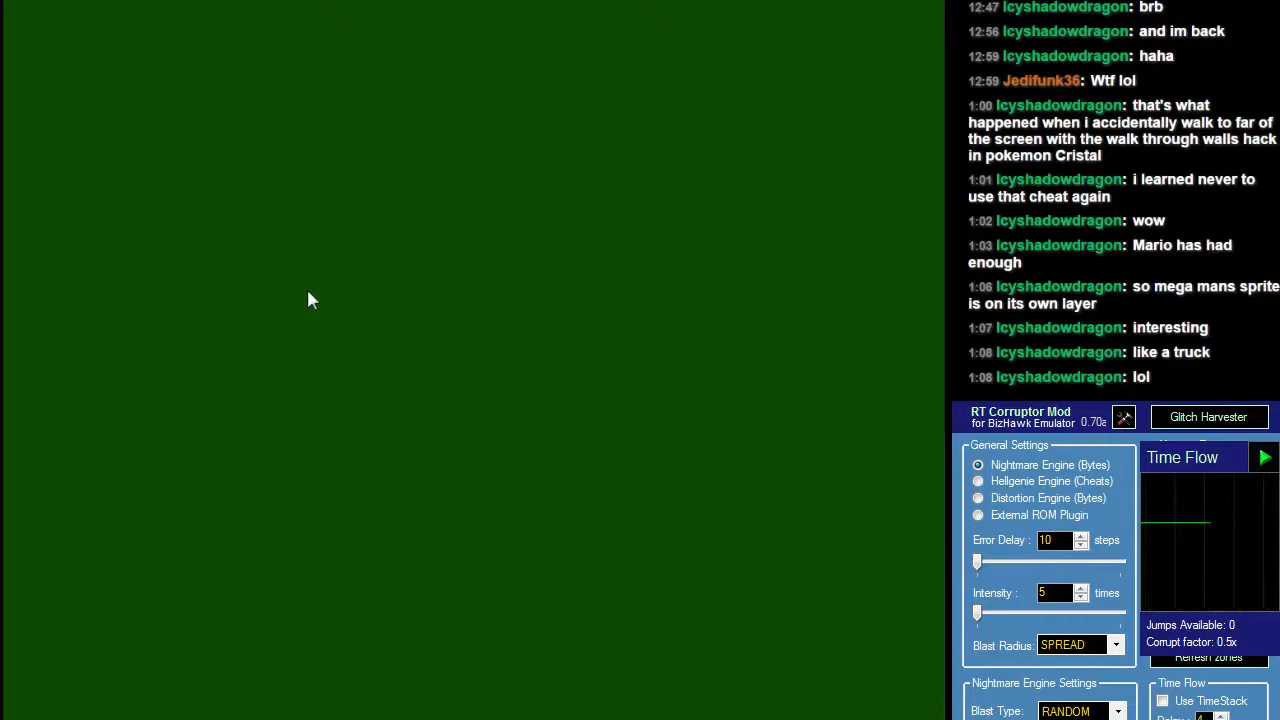 12:47 Icyshadowdragon: brb
12:56 Icyshadowdragon: and im back
12:59 Icyshadowdragon: haha
12:59 Jedifunk36: Wtf lol
1:00 Icyshadowdragon: that's what
happened when i accidentally walk to far of
the screen with the walk through walls hack
in pokemon Cristal
1:01 Icyshadowdragon: i learned never to
use that cheat again
1:02 Icyshadowdragon: wow
1:03 Icyshadowdragon: Mario has had
enough
1:06 Icyshadowdragon: so mega mans sprite
is on its own layer
1:07 Icyshadowdragon: interesting
1:08 Icyshadowdragon: like a truck
1:08 Icyshadowdragon: lol
RT Corruptor Mod
for BizHawk Emulator 0.70a
Glitch Harvester
General Settings
Nightmare Engine (Bytes)
Hellgenie Engine (Cheats)
Distortion Engine (Bytes)
External ROM Plugin
Error Delay : 10 steps
Intensity : 5 times
Blast Radius: SPREAD
Time Flow
Jumps Available: 0
Corrupt factor: 0.5x
Refresh zones
Nightmare Engine Settings
Blast Type: RANDOM
Time Flow
Use TimeStack